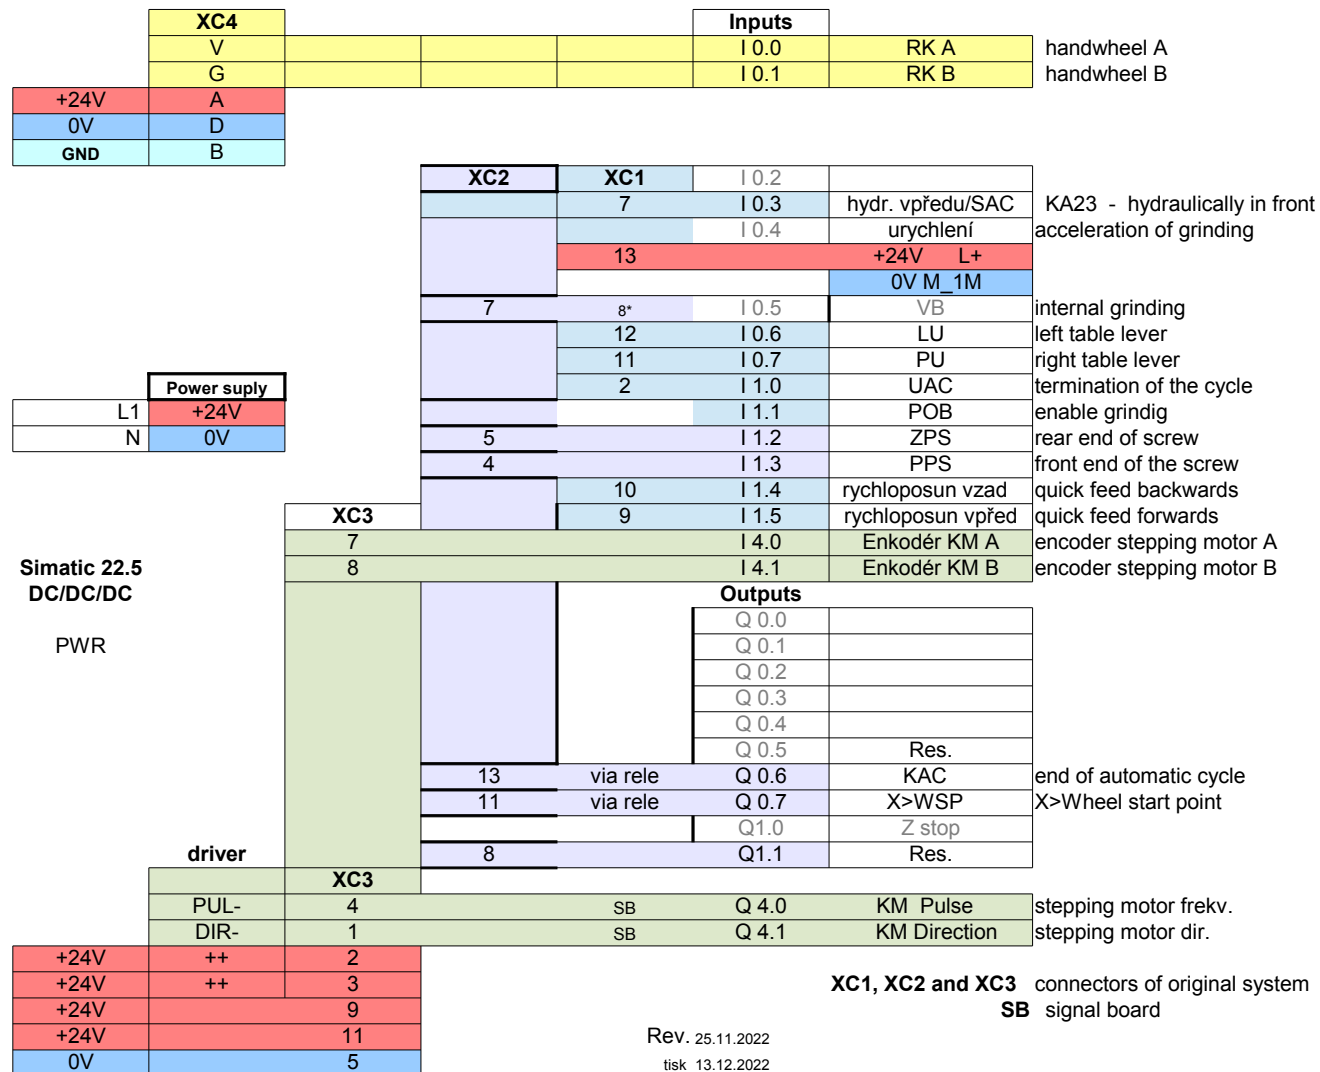 XC4 Inputs
V I 0.0 RK A handwheel A
G I 0.1 RK B handwheel B
+24V A
0V D
GND B
XC2 XC1 I 0.2
7 I 0.3 hydr. vpředu/SAC KA23 - hydraulically in front
I 0.4 urychlení acceleration of grinding
13 +24V L+
0V M_1M
7 8* I 0.5 VB internal grinding
12 I 0.6 LU left table lever
11 I 0.7 PU right table lever
Power suply 2 I 1.0 UAC termination of the cycle
L1 +24V I 1.1 POB enable grindig
N 0V 5 I 1.2 ZPS rear end of screw
4 I 1.3 PPS front end of the screw
10 I 1.4 rychloposun vzad quick feed backwards
XC3 9 I 1.5 rychloposun vpřed quick feed forwards
7 I 4.0 Enkodér KM A encoder stepping motor A
Simatic 22.5 8 I 4.1 Enkodér KM B encoder stepping motor B
DC/DC/DC Outputs
Q 0.0
PWR Q 0.1
Q 0.2
Q 0.3
Q 0.4
Q 0.5 Res.
13 via rele Q 0.6 KAC end of automatic cycle
11 via rele Q 0.7 X>WSP X>Wheel start point
Q1.0 Z stop
driver 8 Q1.1 Res.
XC3
PUL- 4 SB Q 4.0 KM Pulse stepping motor frekv.
DIR- 1 SB Q 4.1 KM Direction stepping motor dir.
+24V ++ 2
+24V ++ 3 XC1, XC2 and XC3 connectors of original system
+24V 9 SB signal board
+24V 11 Rev. 25.11.2022
0V 5 tisk 13.12.2022